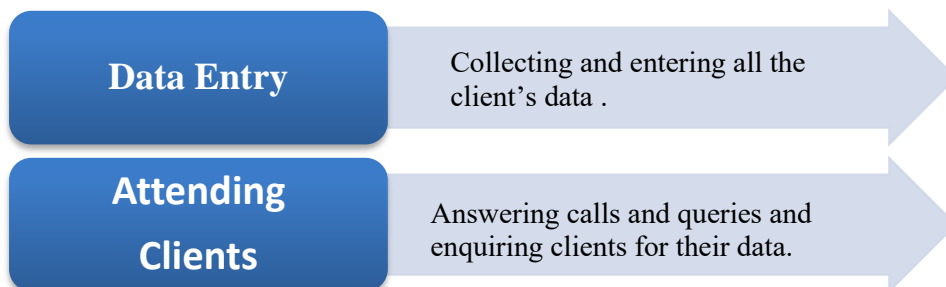 Data Entry
Collecting and entering all the
client’s data .
Attending
Clients
Answering calls and queries and
enquiring clients for their data.